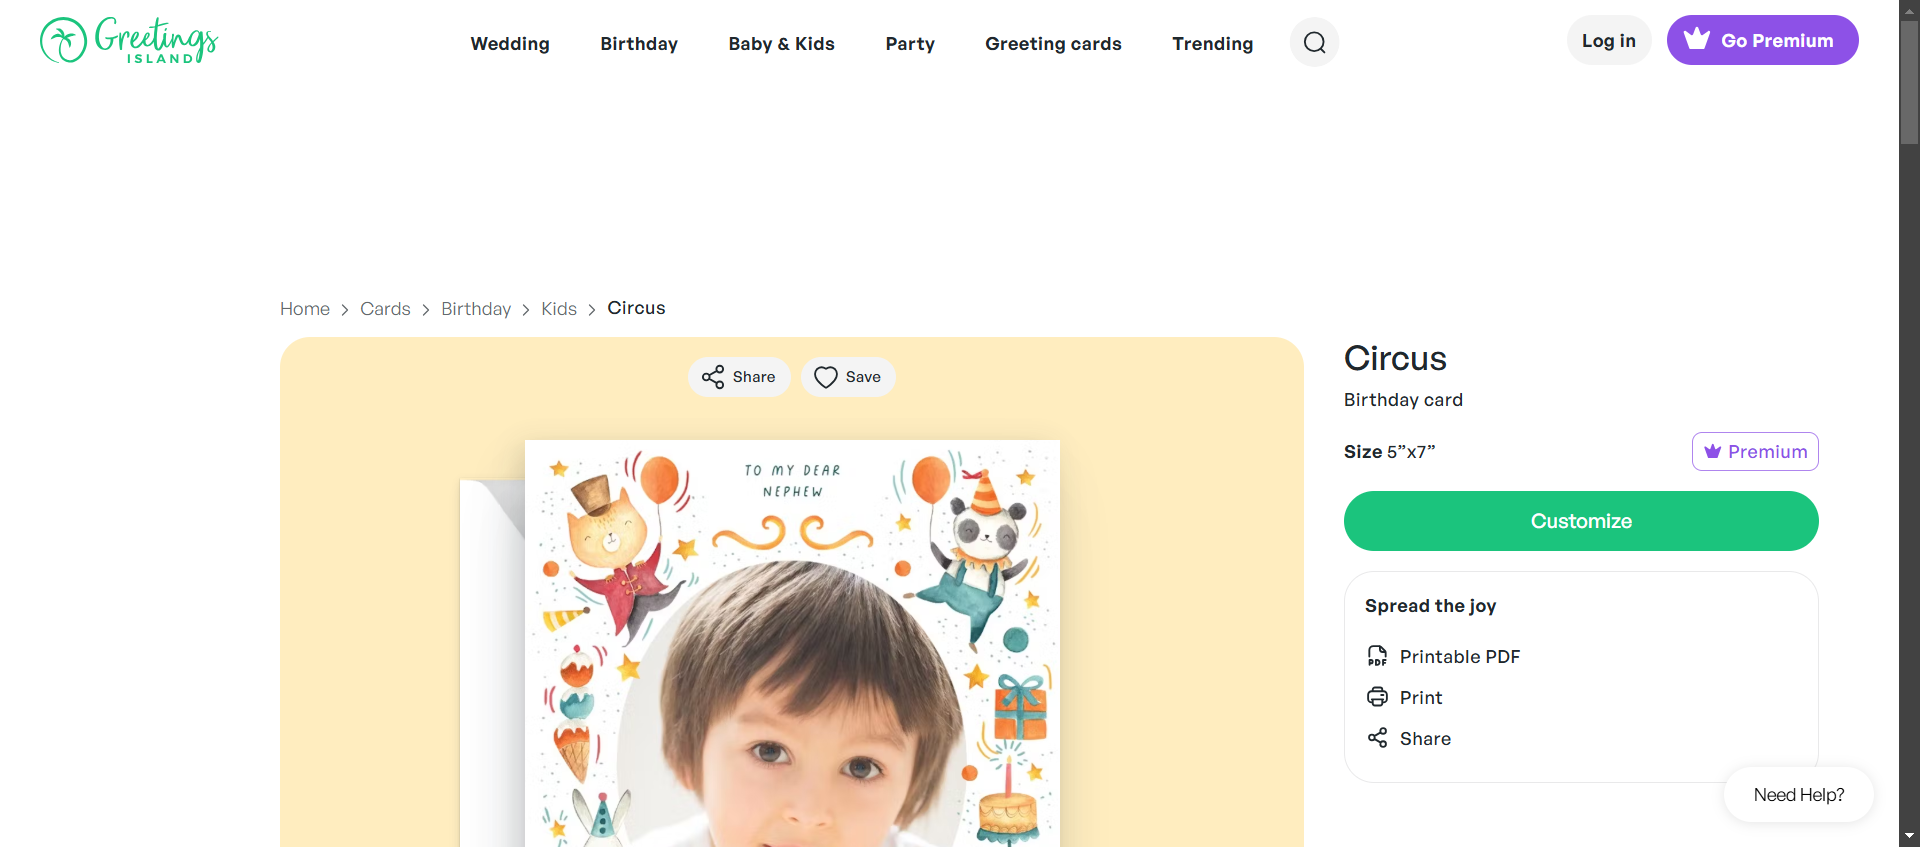 Greetings
ISLAND
Wedding
Birthday
Baby & Kids
Party
Greeting cards
Trending
Log in
Go Premium
Home > Cards > Birthday > Kids > Circus
Share
Save
TO MY DEAR
NEPHEW
Circus
Birthday card
Size 5”x7”
Premium
Customize
Spread the joy
PDF
Printable PDF
Print
Share
Need Help?